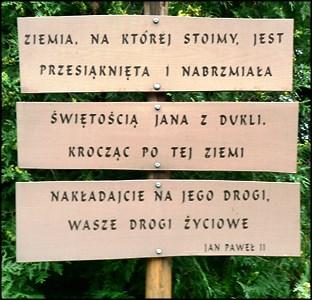 ZIEMIA, NA KTÓREJ STOIMY, JEST
PRZESIĄKNIĘTA I NABRZMIAŁA
ŚWIĘTOŚCIĄ JANA Z DUKLI.
KROCZĄC PO TEJ ZIEMI
NAKŁADAJCIE NA JEGO DROGI,
WASZE DROGI ŻYCIOWE
JAN PAWEŁ II